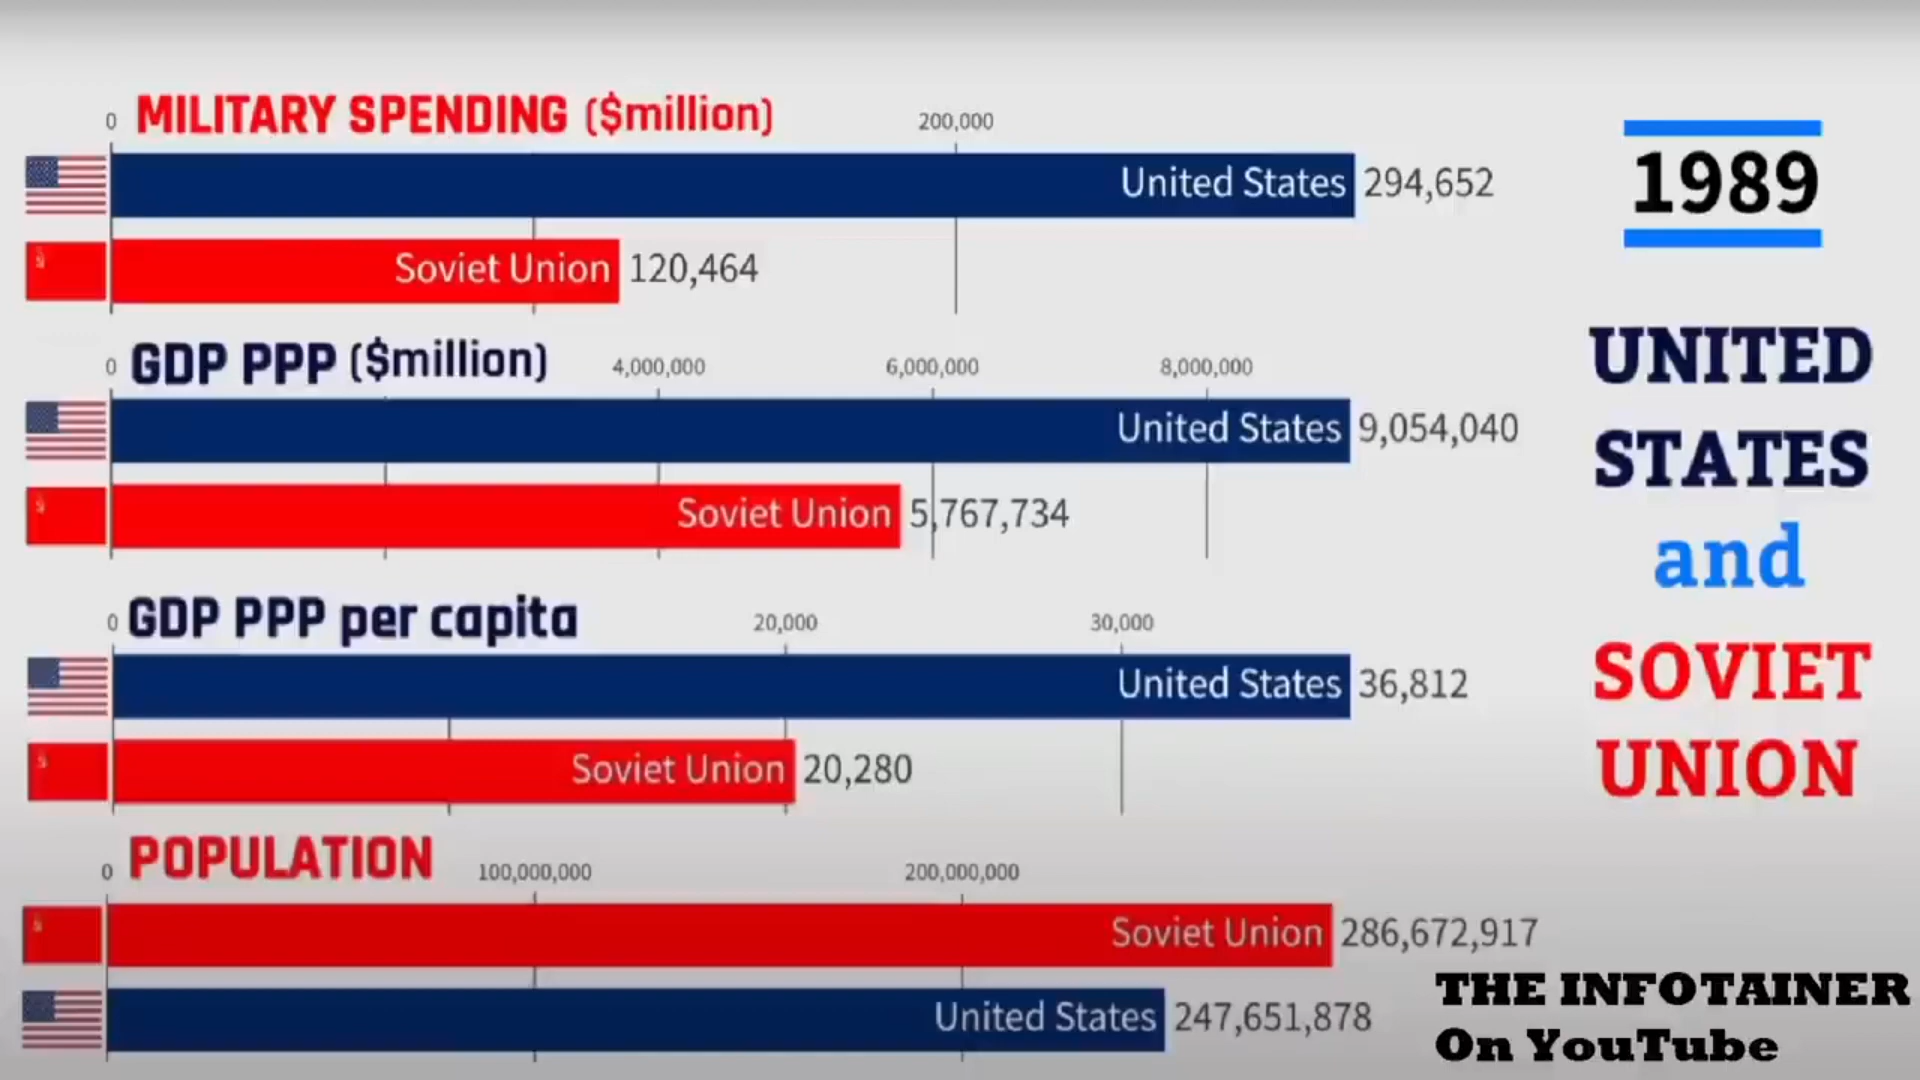 MILITARY SPENDING ($million)
0 200,000
United States 294,652
Soviet Union 120,464
GDP PPP ($million)
0 4,000,000 6,000,000 8,000,000
United States 9,054,040
Soviet Union 5,767,734
GDP PPP per capita
0 20,000 30,000
United States 36,812
Soviet Union 20,280
POPULATION
0 100,000,000 200,000,000
Soviet Union 286,672,917
United States 247,651,878
1989
UNITED
STATES
and
SOVIET
UNION
THE INFOTAINER
On YouTube